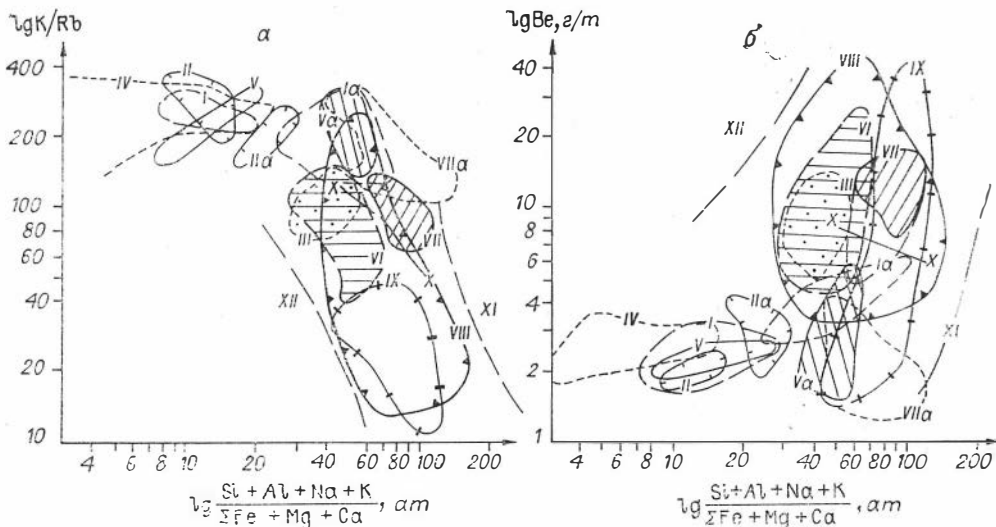 lgK/Rb
а
400
200
100
80
60
40
20
10
IV
II
I
V
IIа
Iа
Vа
VIIа
X
III
VII
VI
IX
X
XII
VIII
XI
4
6
8
10
20
40
60
80
100
200
lg Si + Al + Na + K
ΣFe + Mg + Ca , am
lgBe, г/т
б
40
20
10
8
6
4
2
1
VIII
IX
XII
VI
VII
III
X
Iа
X
IIа
IV
I
V
II
Vа
VIIа
XI
4
6
8
10
20
40
60
80
100
200
lg Si+Al+Na+K
ΣFe+Mg+Ca , am